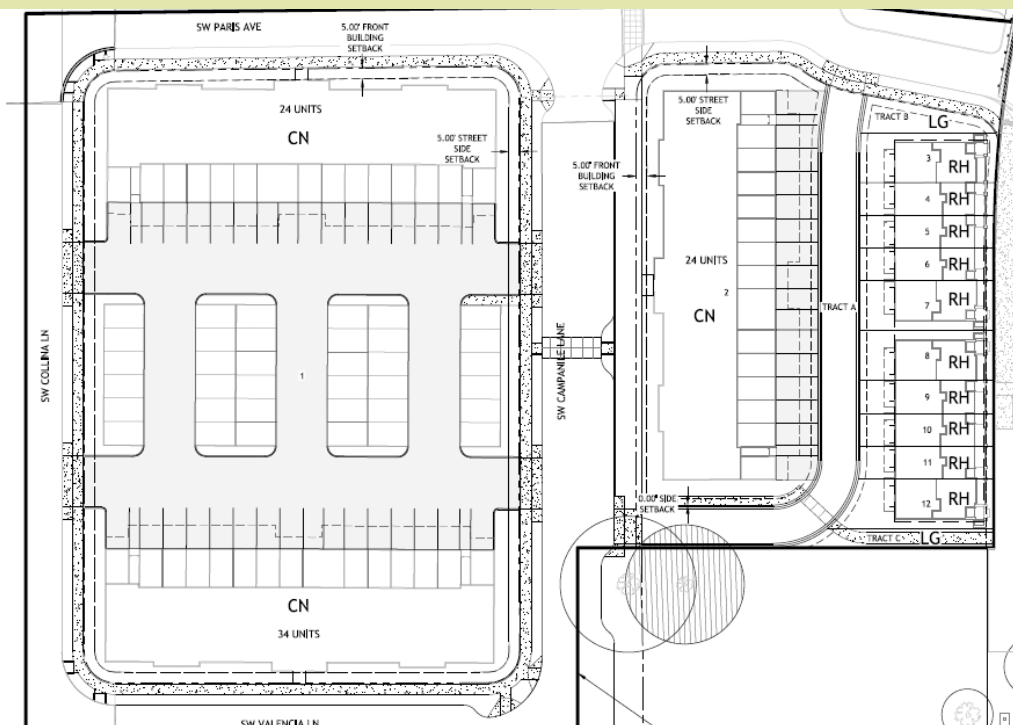 SW PARIS AVE
5.00' FRONT
BUILDING
SETBACK
24 UNITS
CN
5.00' STREET
SIDE
SETBACK
5.00' STREET
SIDE
SETBACK
5.00' FRONT
BUILDING
SETBACK
TRACT B
LG
3
RH
4
RH
5
RH
6
RH
7
RH
24 UNITS
2
CN
TRACT A
SW COLLINA LN
1
SW CAMPANILE LANE
8
RH
9
RH
10
RH
11
RH
12
RH
0.00' SIDE
SETBACK
TRACT C
LG
CN
34 UNITS
SW VALENCIA LN